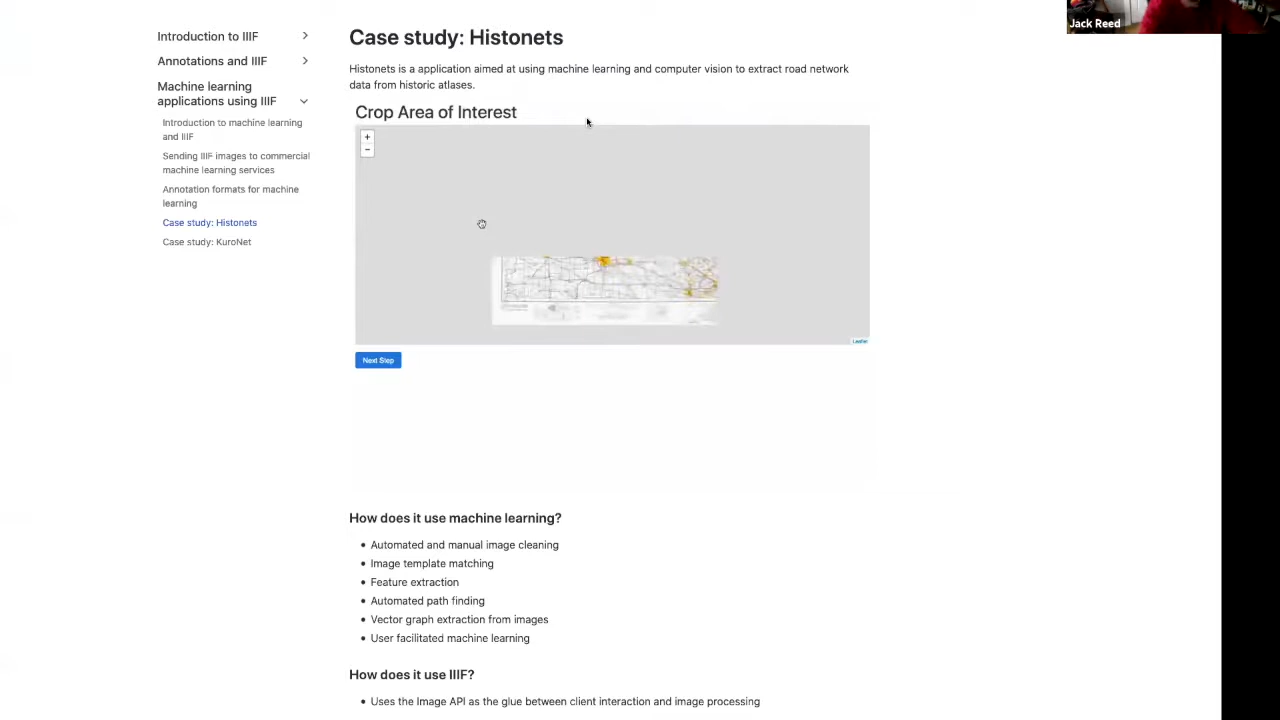 Introduction to IIIF
Annotations and IIIF
Machine learning
applications using IIIF
Introduction to machine learning
and IIIF
Sending IIIF images to commercial
machine learning services
Annotation formats for machine
learning
Case study: Histonets
Case study: KuroNet
Case study: Histonets
Histonets is a application aimed at using machine learning and computer vision to extract road network
data from historic atlases.
Crop Area of Interest
+
−
Leaflet
Next Step
How does it use machine learning?
• Automated and manual image cleaning
• Image template matching
• Feature extraction
• Automated path finding
• Vector graph extraction from images
• User facilitated machine learning
How does it use IIIF?
• Uses the Image API as the glue between client interaction and image processing
Jack Reed